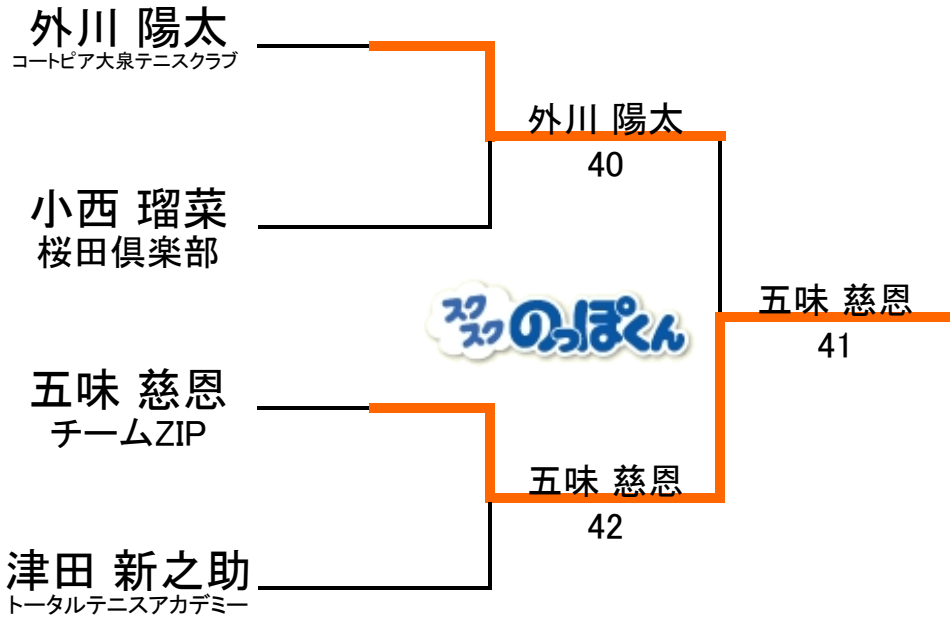 外川 陽太
コートピア大泉テニスクラブ
外川 陽太
40
小西 瑠菜
桜田倶楽部
スクスク のっぽくん
五味 慈恩
41
五味 慈恩
チームZIP
五味 慈恩
42
津田 新之助
トータルテニスアカデミー